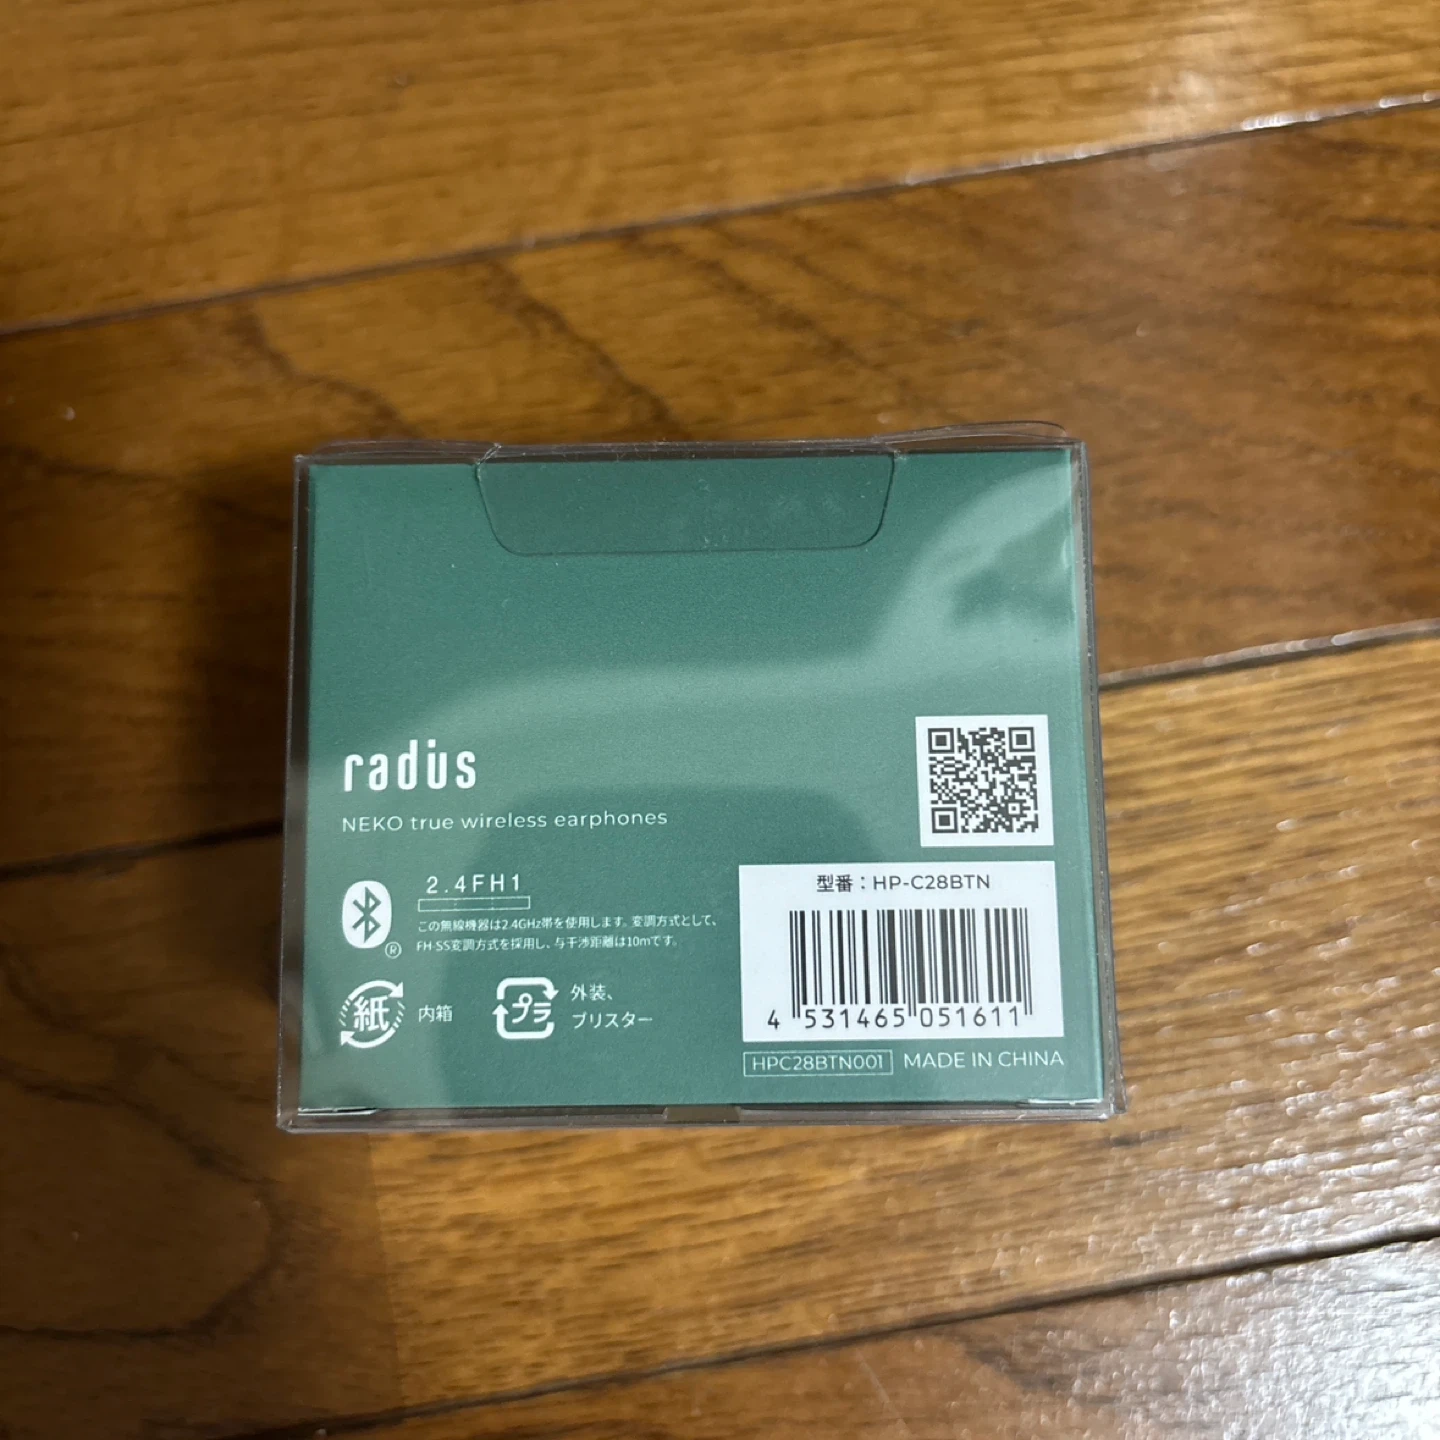 radius
NEKO true wireless earphones
2.4FH1
この無線機器は2.4GHz帯を使用します。変調方式として、
FH-SS変調方式を採用し、与干渉距離は10mです。
R
紙
内箱
プラ
外装、
ブリスター
型番：HP-C28BTN
4 531465 051611
HPC28BTN001
MADE IN CHINA